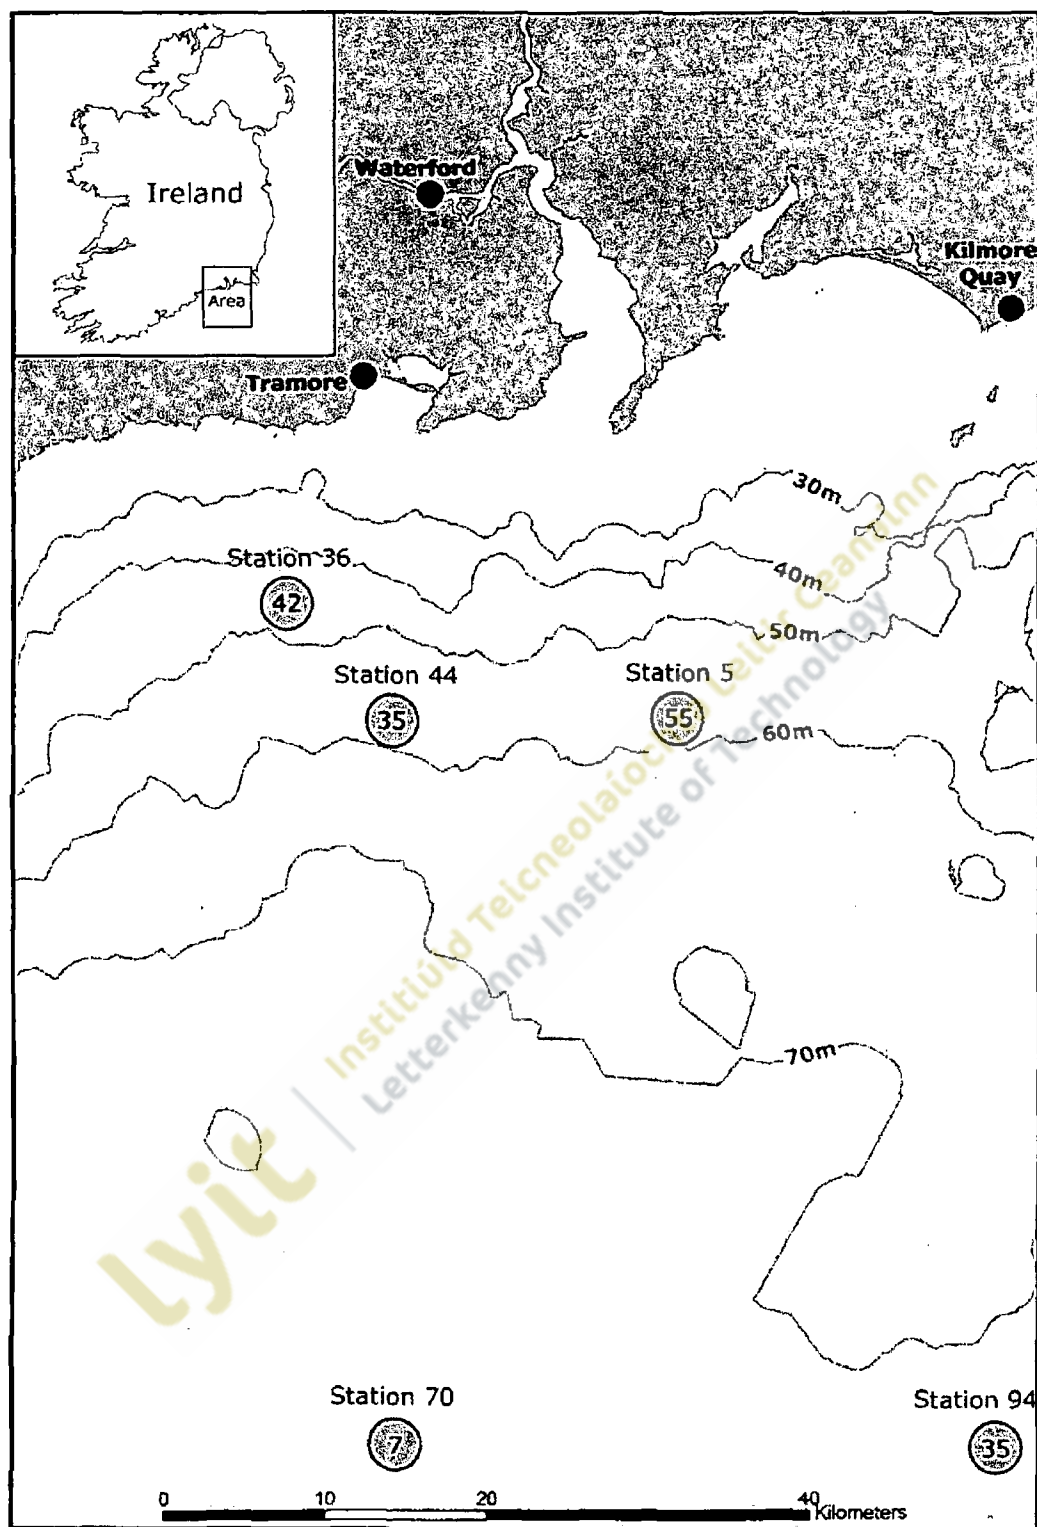 Ireland
Area
Waterford
Kilmore
Quay
Tramore
30m
Station 36
42
40m
50m
Station 44
35
Station 5
55
60m
70m
Station 70
7
Station 94
35
0
10
20
40
Kilometers
lyit
Institiúid Teicneolaíochta Leitir Ceanainn
Letterkenny Institute of Technology